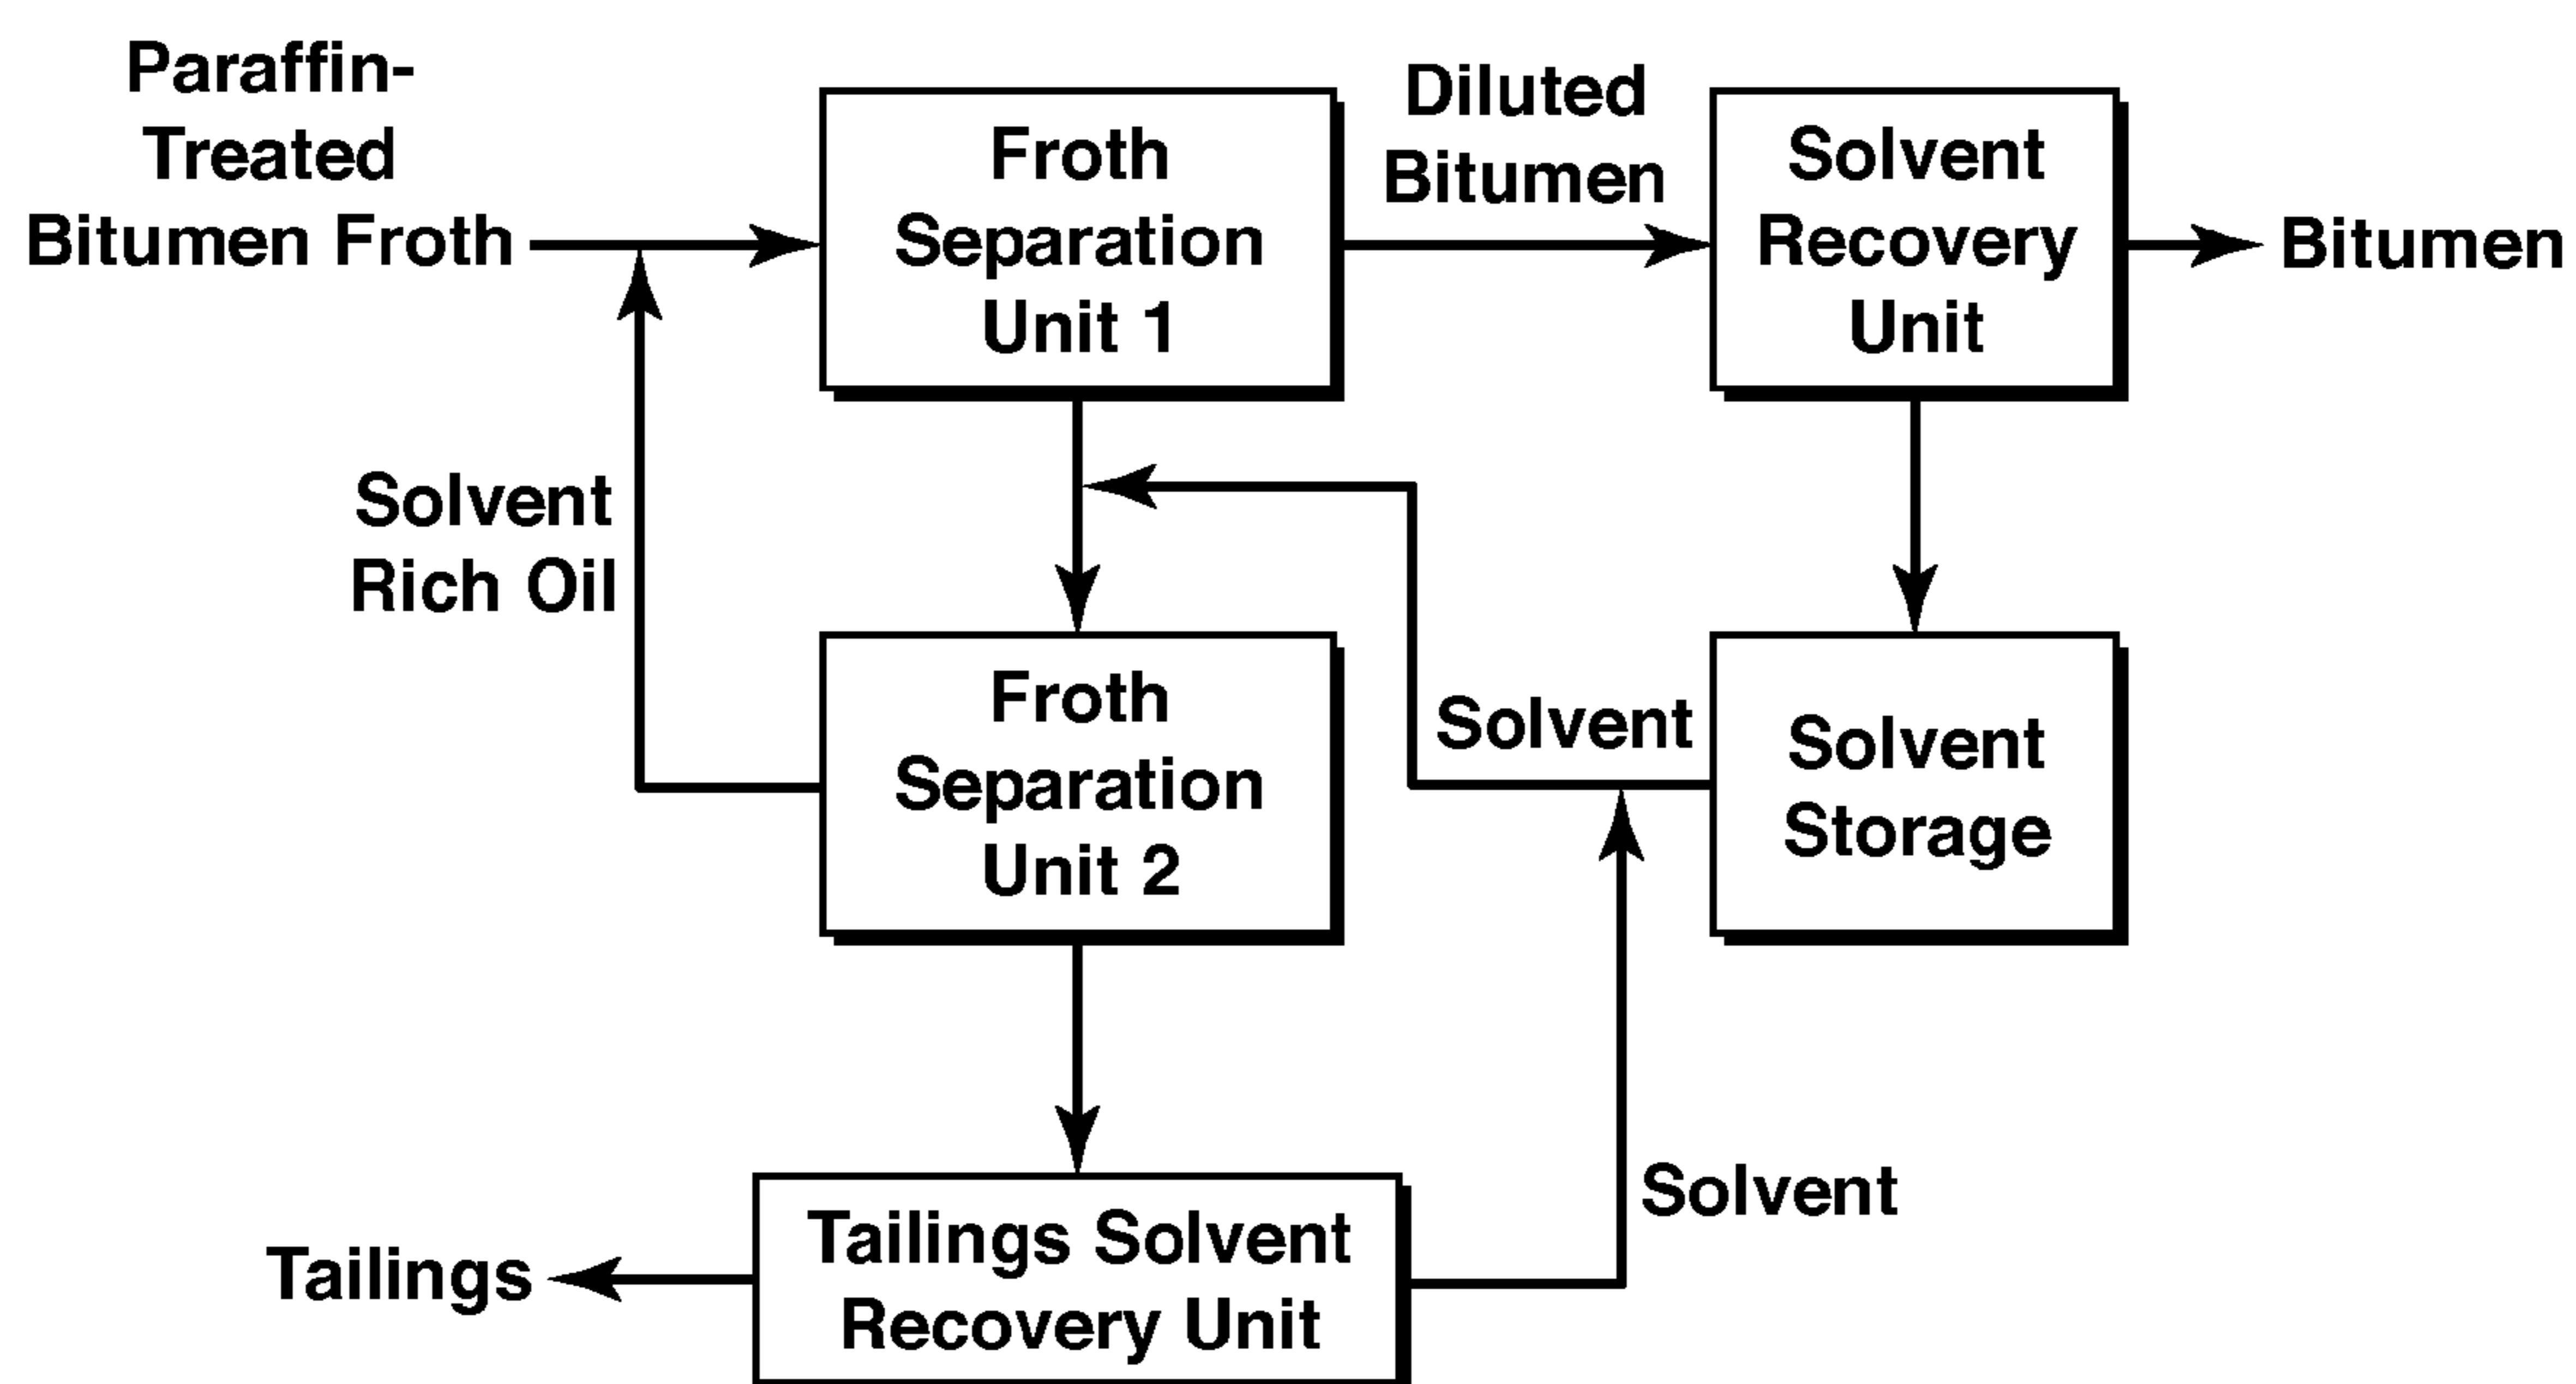 Paraffin-
Treated
Bitumen Froth
Froth
Separation
Unit 1
Diluted
Bitumen
Solvent
Recovery
Unit
Bitumen
Solvent
Rich Oil
Froth
Separation
Unit 2
Solvent
Solvent
Storage
Tailings
Tailings Solvent
Recovery Unit
Solvent